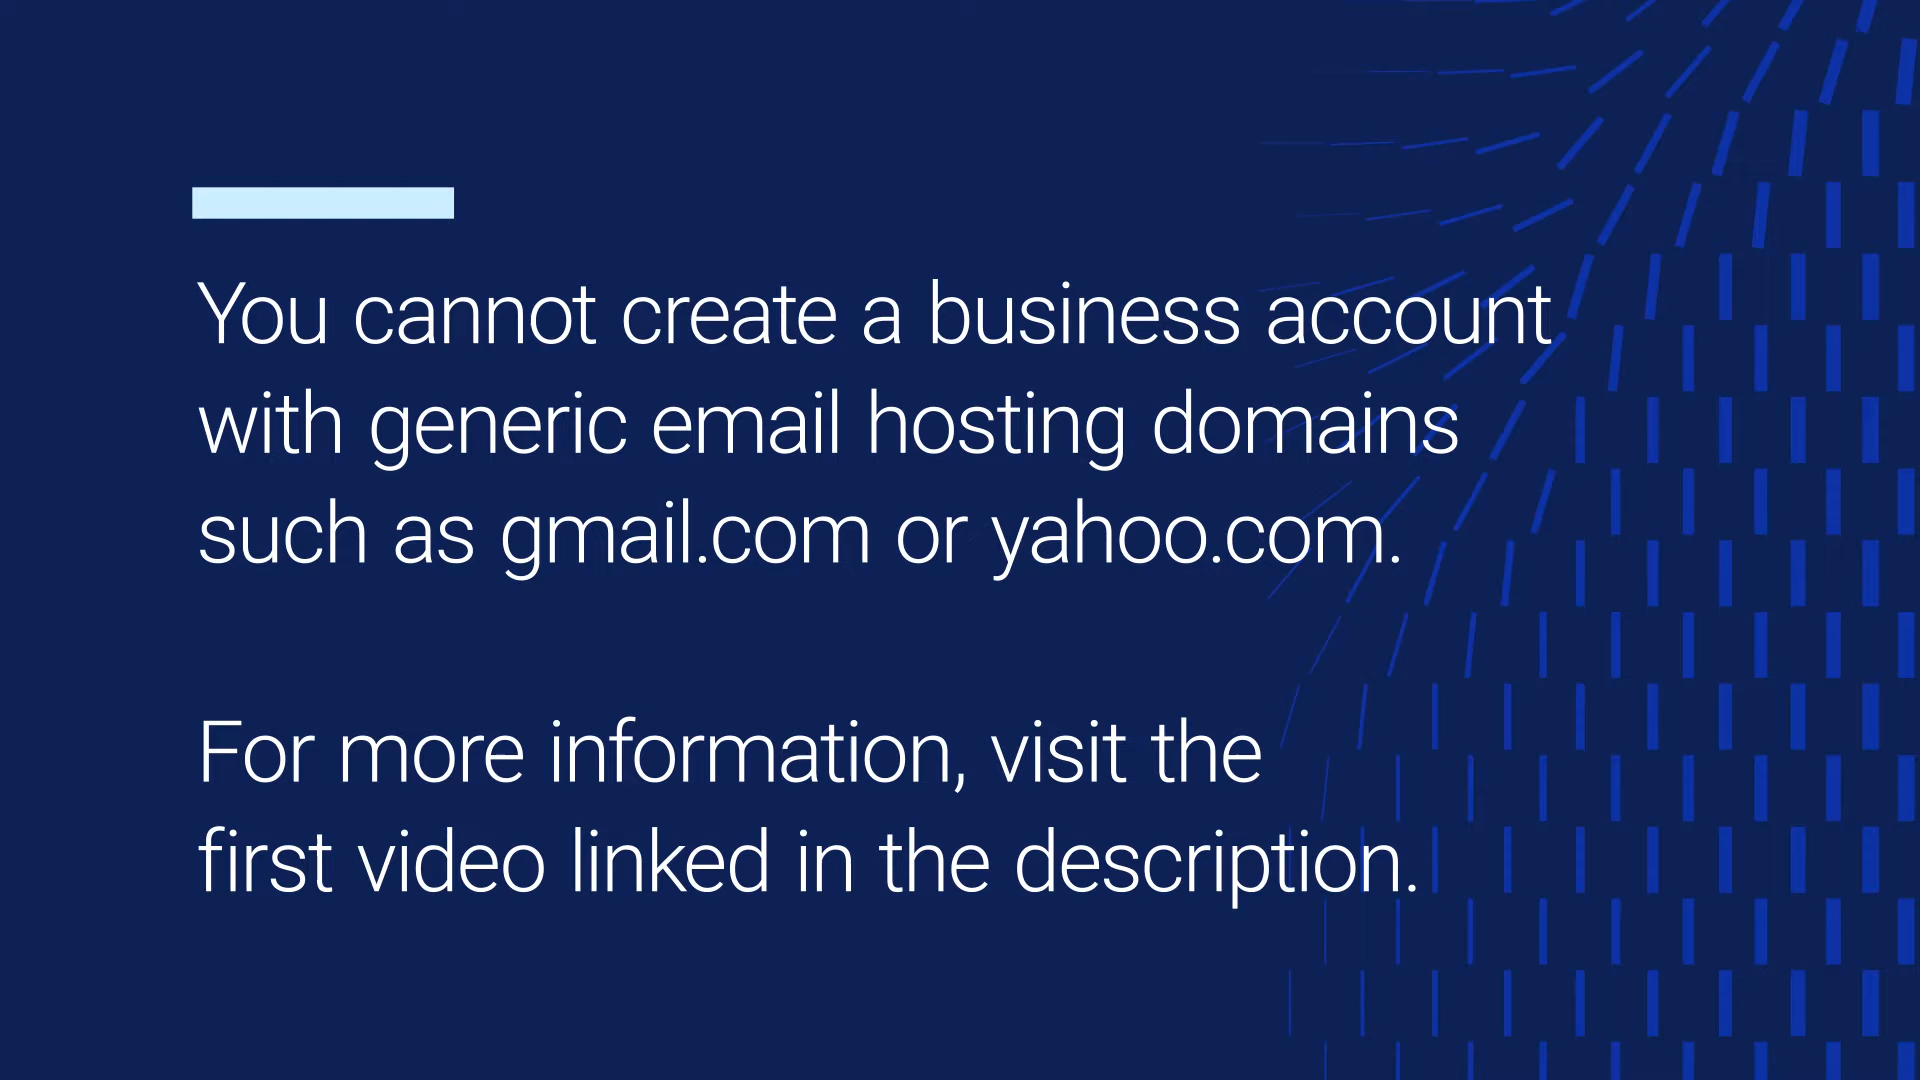 You cannot create a business account
with generic email hosting domains
such as gmail.com or yahoo.com.
For more information, visit the
first video linked in the description.